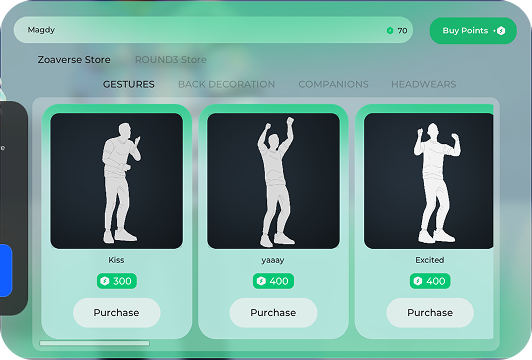 Magdy 70 Buy Points
Zoaverse Store ROUND3 Store
GESTURES BACK DECORATION COMPANIONS HEADWEARS
Kiss yaaay Excited
300 400 400
Purchase Purchase Purchase